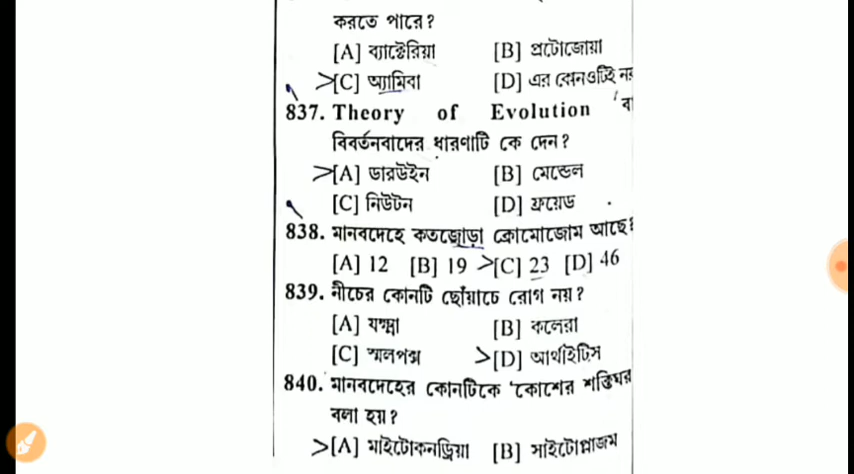 করতে পারে?
[A] ব্যাক্টেরিয়া [B] প্রটোজোয়া
>[C] অ্যামিবা [D] এর কোনওটিই নয়
837. Theory of Evolution 'বা
বিবর্তনবাদের ধারণাটি কে দেন?
>[A] ডারউইন [B] মেন্ডেল
[C] নিউটন [D] ফ্রয়েড
838. মানবদেহে কতজোড়া ক্রোমোজোম আছে?
[A] 12 [B] 19 >[C] 23 [D] 46
839. নীচের কোনটি ছোঁয়াচে রোগ নয়?
[A] যক্ষ্মা [B] কলেরা
[C] স্মলপক্স >[D] আর্থাইটিস
840. মানবদেহের কোনটিকে 'কোশের শক্তিঘর
বলা হয়?
>[A] মাইটোকনড্রিয়া [B] সাইটোপ্লাজম